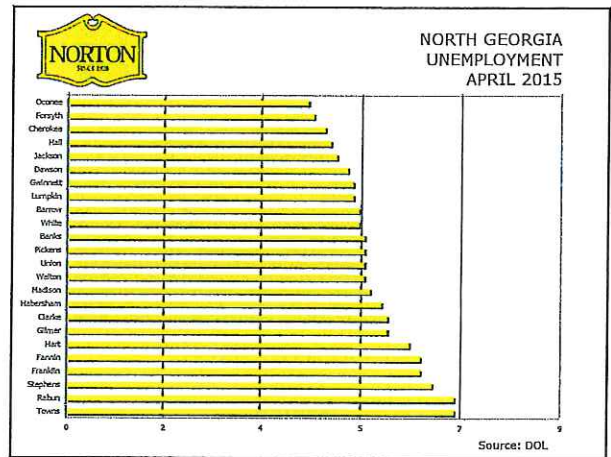 NORTON
NORTH GEORGIA
UNEMPLOYMENT
APRIL 2015
Oconee
Forsyth
Cherokee
Hall
Jackson
Dawson
Gwinnett
Lumpkin
Barrow
White
Banks
Pickens
Union
Walton
Madison
Habersham
Clarke
Gilmer
Hart
Fannin
Franklin
Stephens
Rabun
Towns
0 2 4 5 7 9
Source: DOL